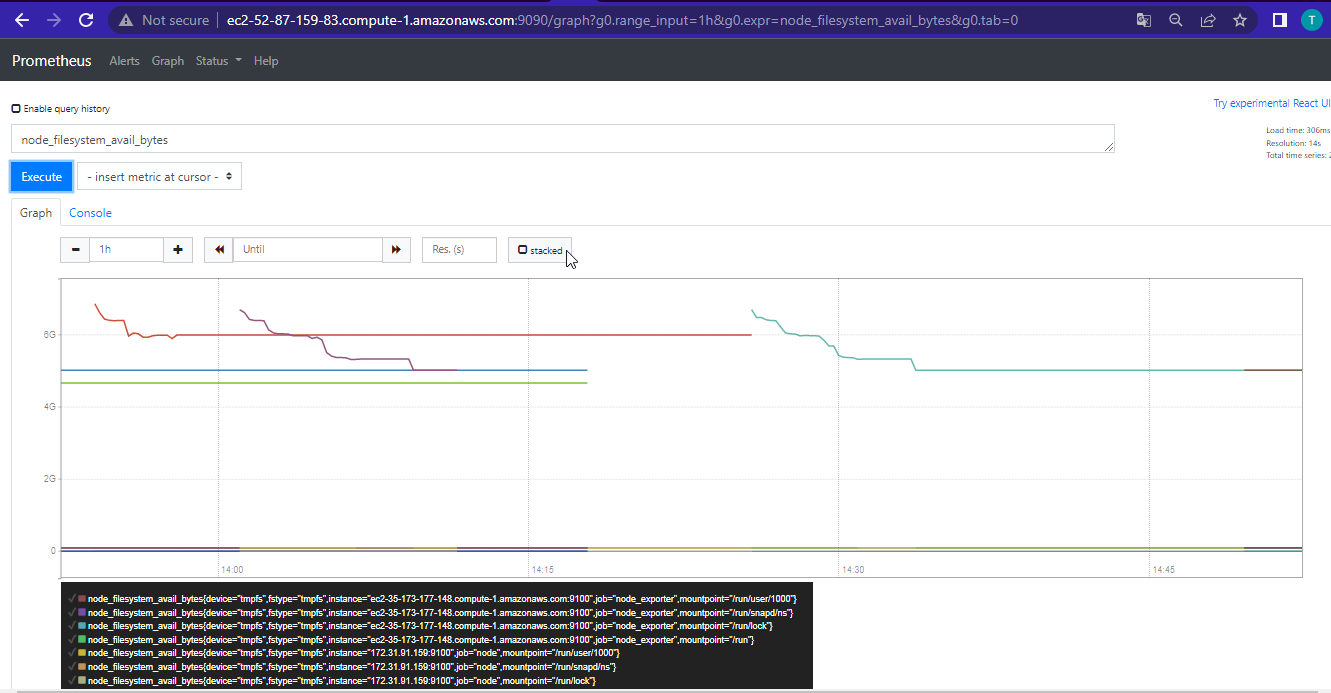 Not secure ec2-52-87-159-83.compute-1.amazonaws.com:9090/graph?g0.range_input=1h&g0.expr=node_filesystem_avail_bytes&g0.tab=0
T
Prometheus Alerts Graph Status Help
Enable query history
Try experimental React UI
node_filesystem_avail_bytes
Load time: 306ms
Resolution: 14s
Total time series:
Execute - insert metric at cursor -
Graph Console
1h Until Res. (s) stacked
6G
4G
2G
0
14:00 14:15 14:30 14:45
node_filesystem_avail_bytes{device="tmpfs",fstype="tmpfs",instance="ec2-35-173-177-148.compute-1.amazonaws.com:9100",job="node_exporter",mountpoint="/run/user/1000"}
node_filesystem_avail_bytes{device="tmpfs",fstype="tmpfs",instance="ec2-35-173-177-148.compute-1.amazonaws.com:9100",job="node_exporter",mountpoint="/run/snapd/ns"}
node_filesystem_avail_bytes{device="tmpfs",fstype="tmpfs",instance="ec2-35-173-177-148.compute-1.amazonaws.com:9100",job="node_exporter",mountpoint="/run/lock"}
node_filesystem_avail_bytes{device="tmpfs",fstype="tmpfs",instance="ec2-35-173-177-148.compute-1.amazonaws.com:9100",job="node_exporter",mountpoint="/run"}
node_filesystem_avail_bytes{device="tmpfs",fstype="tmpfs",instance="172.31.91.159:9100",job="node",mountpoint="/run/user/1000"}
node_filesystem_avail_bytes{device="tmpfs",fstype="tmpfs",instance="172.31.91.159:9100",job="node",mountpoint="/run/snapd/ns"}
node_filesystem_avail_bytes{device="tmpfs",fstype="tmpfs",instance="172.31.91.159:9100",job="node",mountpoint="/run/lock"}